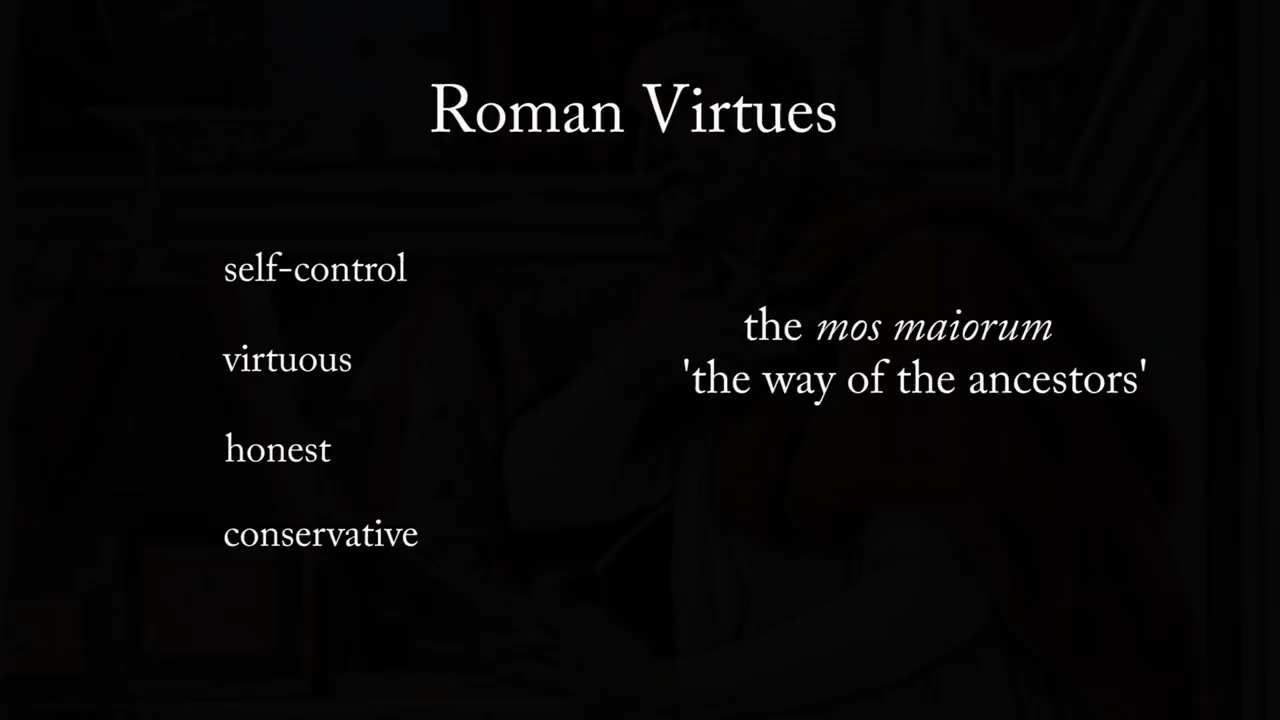 Roman Virtues
self-control
virtuous
honest
conservative
the mos maiorum
'the way of the ancestors'